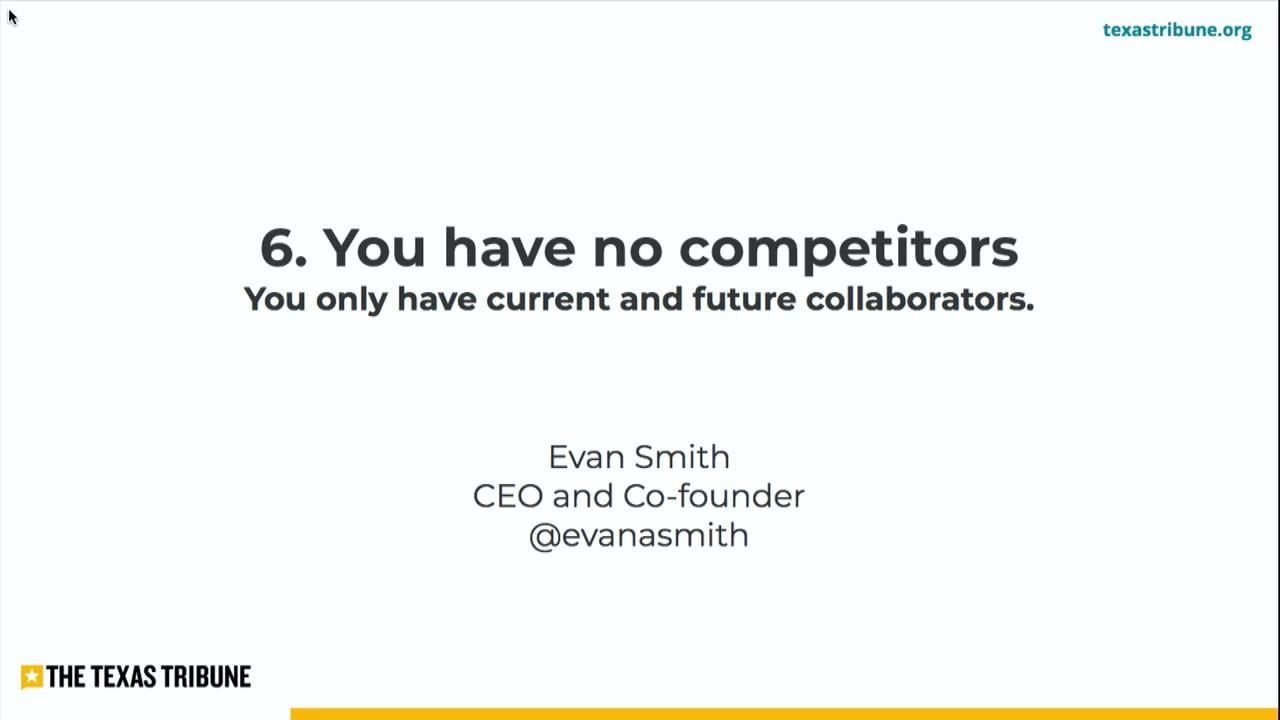 texastribune.org
6. You have no competitors
You only have current and future collaborators.
Evan Smith
CEO and Co-founder
@evanasmith
THE TEXAS TRIBUNE